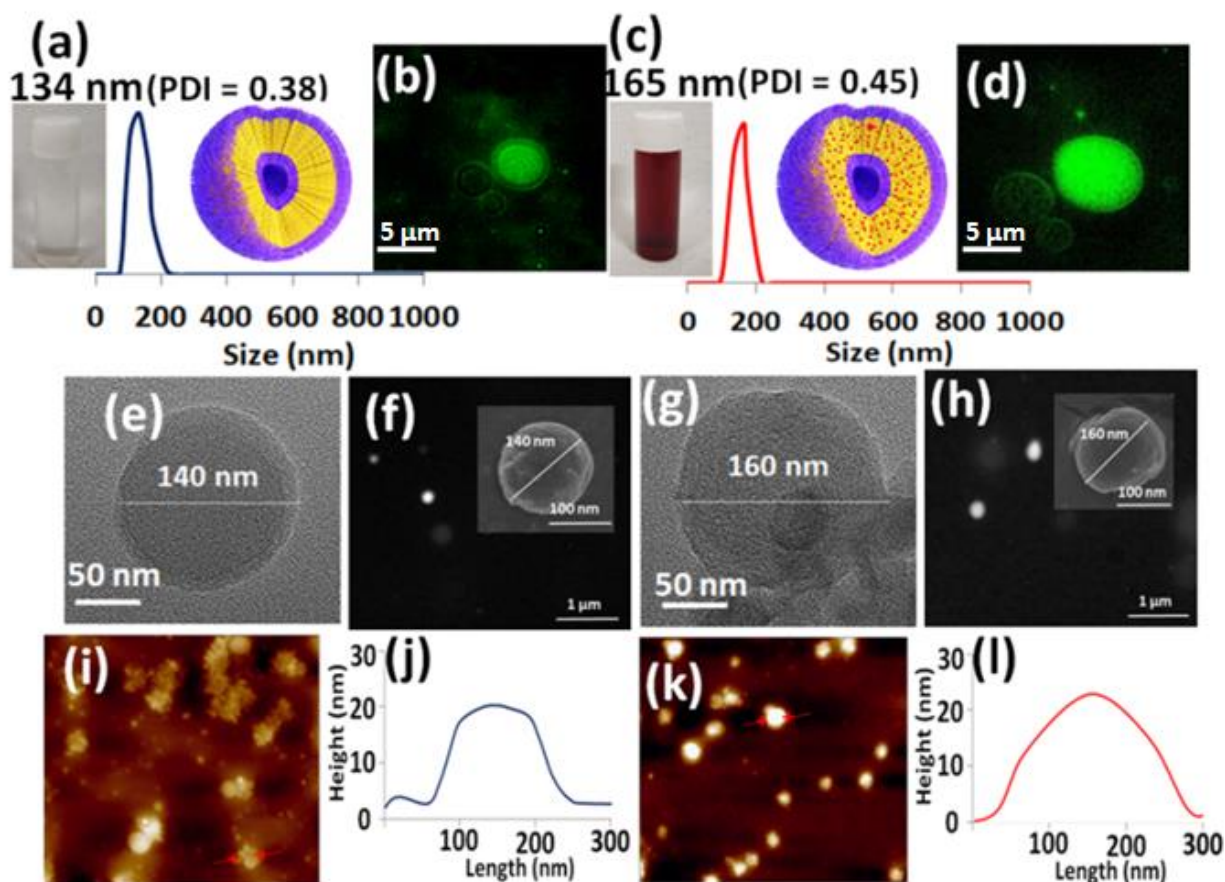 (a)
134 nm (PDI = 0.38)
0 200 400 600 800 1000
Size (nm)
(b)
5 µm
(c)
165 nm (PDI = 0.45)
0 200 400 600 800 1000
Size (nm)
(d)
5 µm
(e)
140 nm
50 nm
(f)
140 nm
100 nm
1 µm
(g)
160 nm
50 nm
(h)
160 nm
100 nm
1 µm
(i)
(j)
Height (nm)
30
20
10
0
100 200 300
Length (nm)
(k)
(l)
Height (nm)
30
20
10
0
100 200 300
Length (nm)